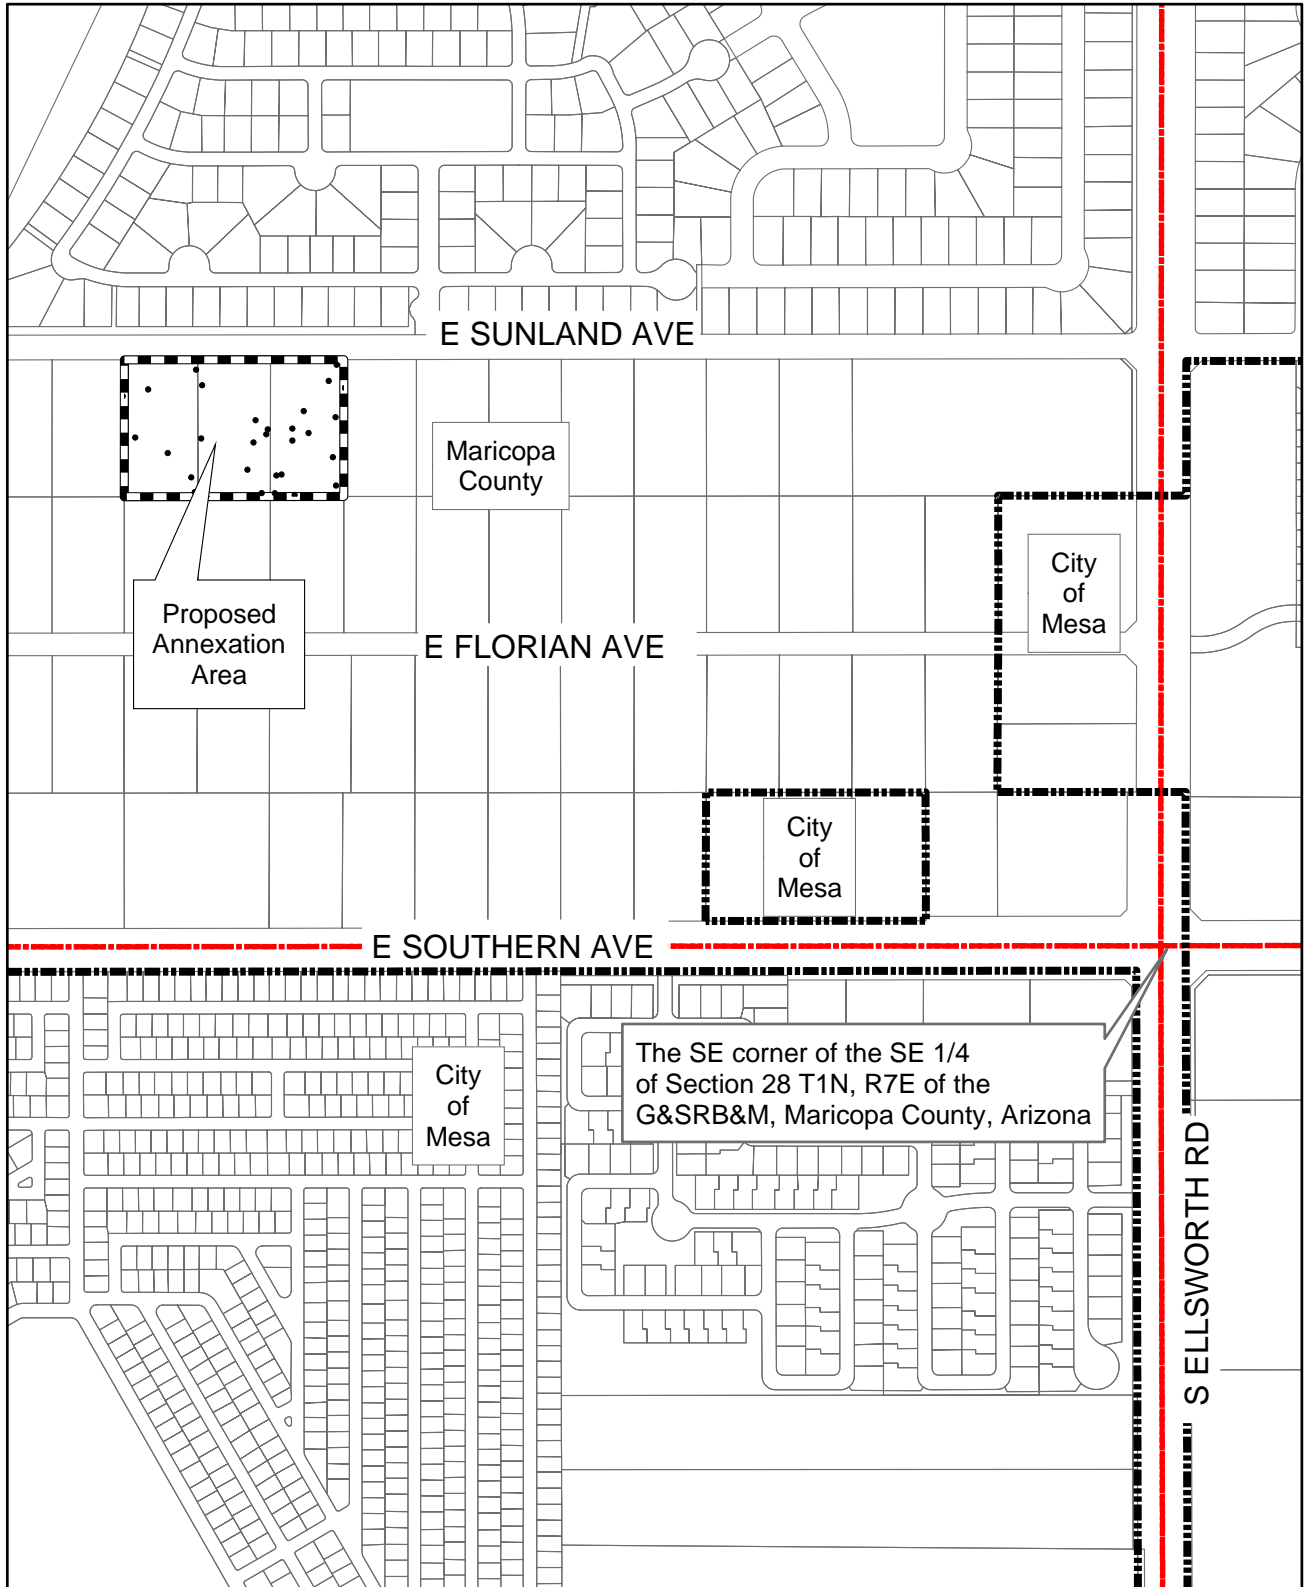 E SUNLAND AVE
Maricopa
County
City
of
Mesa
Proposed
Annexation
Area
E FLORIAN AVE
City
of
Mesa
E SOUTHERN AVE
The SE corner of the SE 1/4
of Section 28 T1N, R7E of the
G&SRB&M, Maricopa County, Arizona
City
of
Mesa
S ELLSWORTH RD